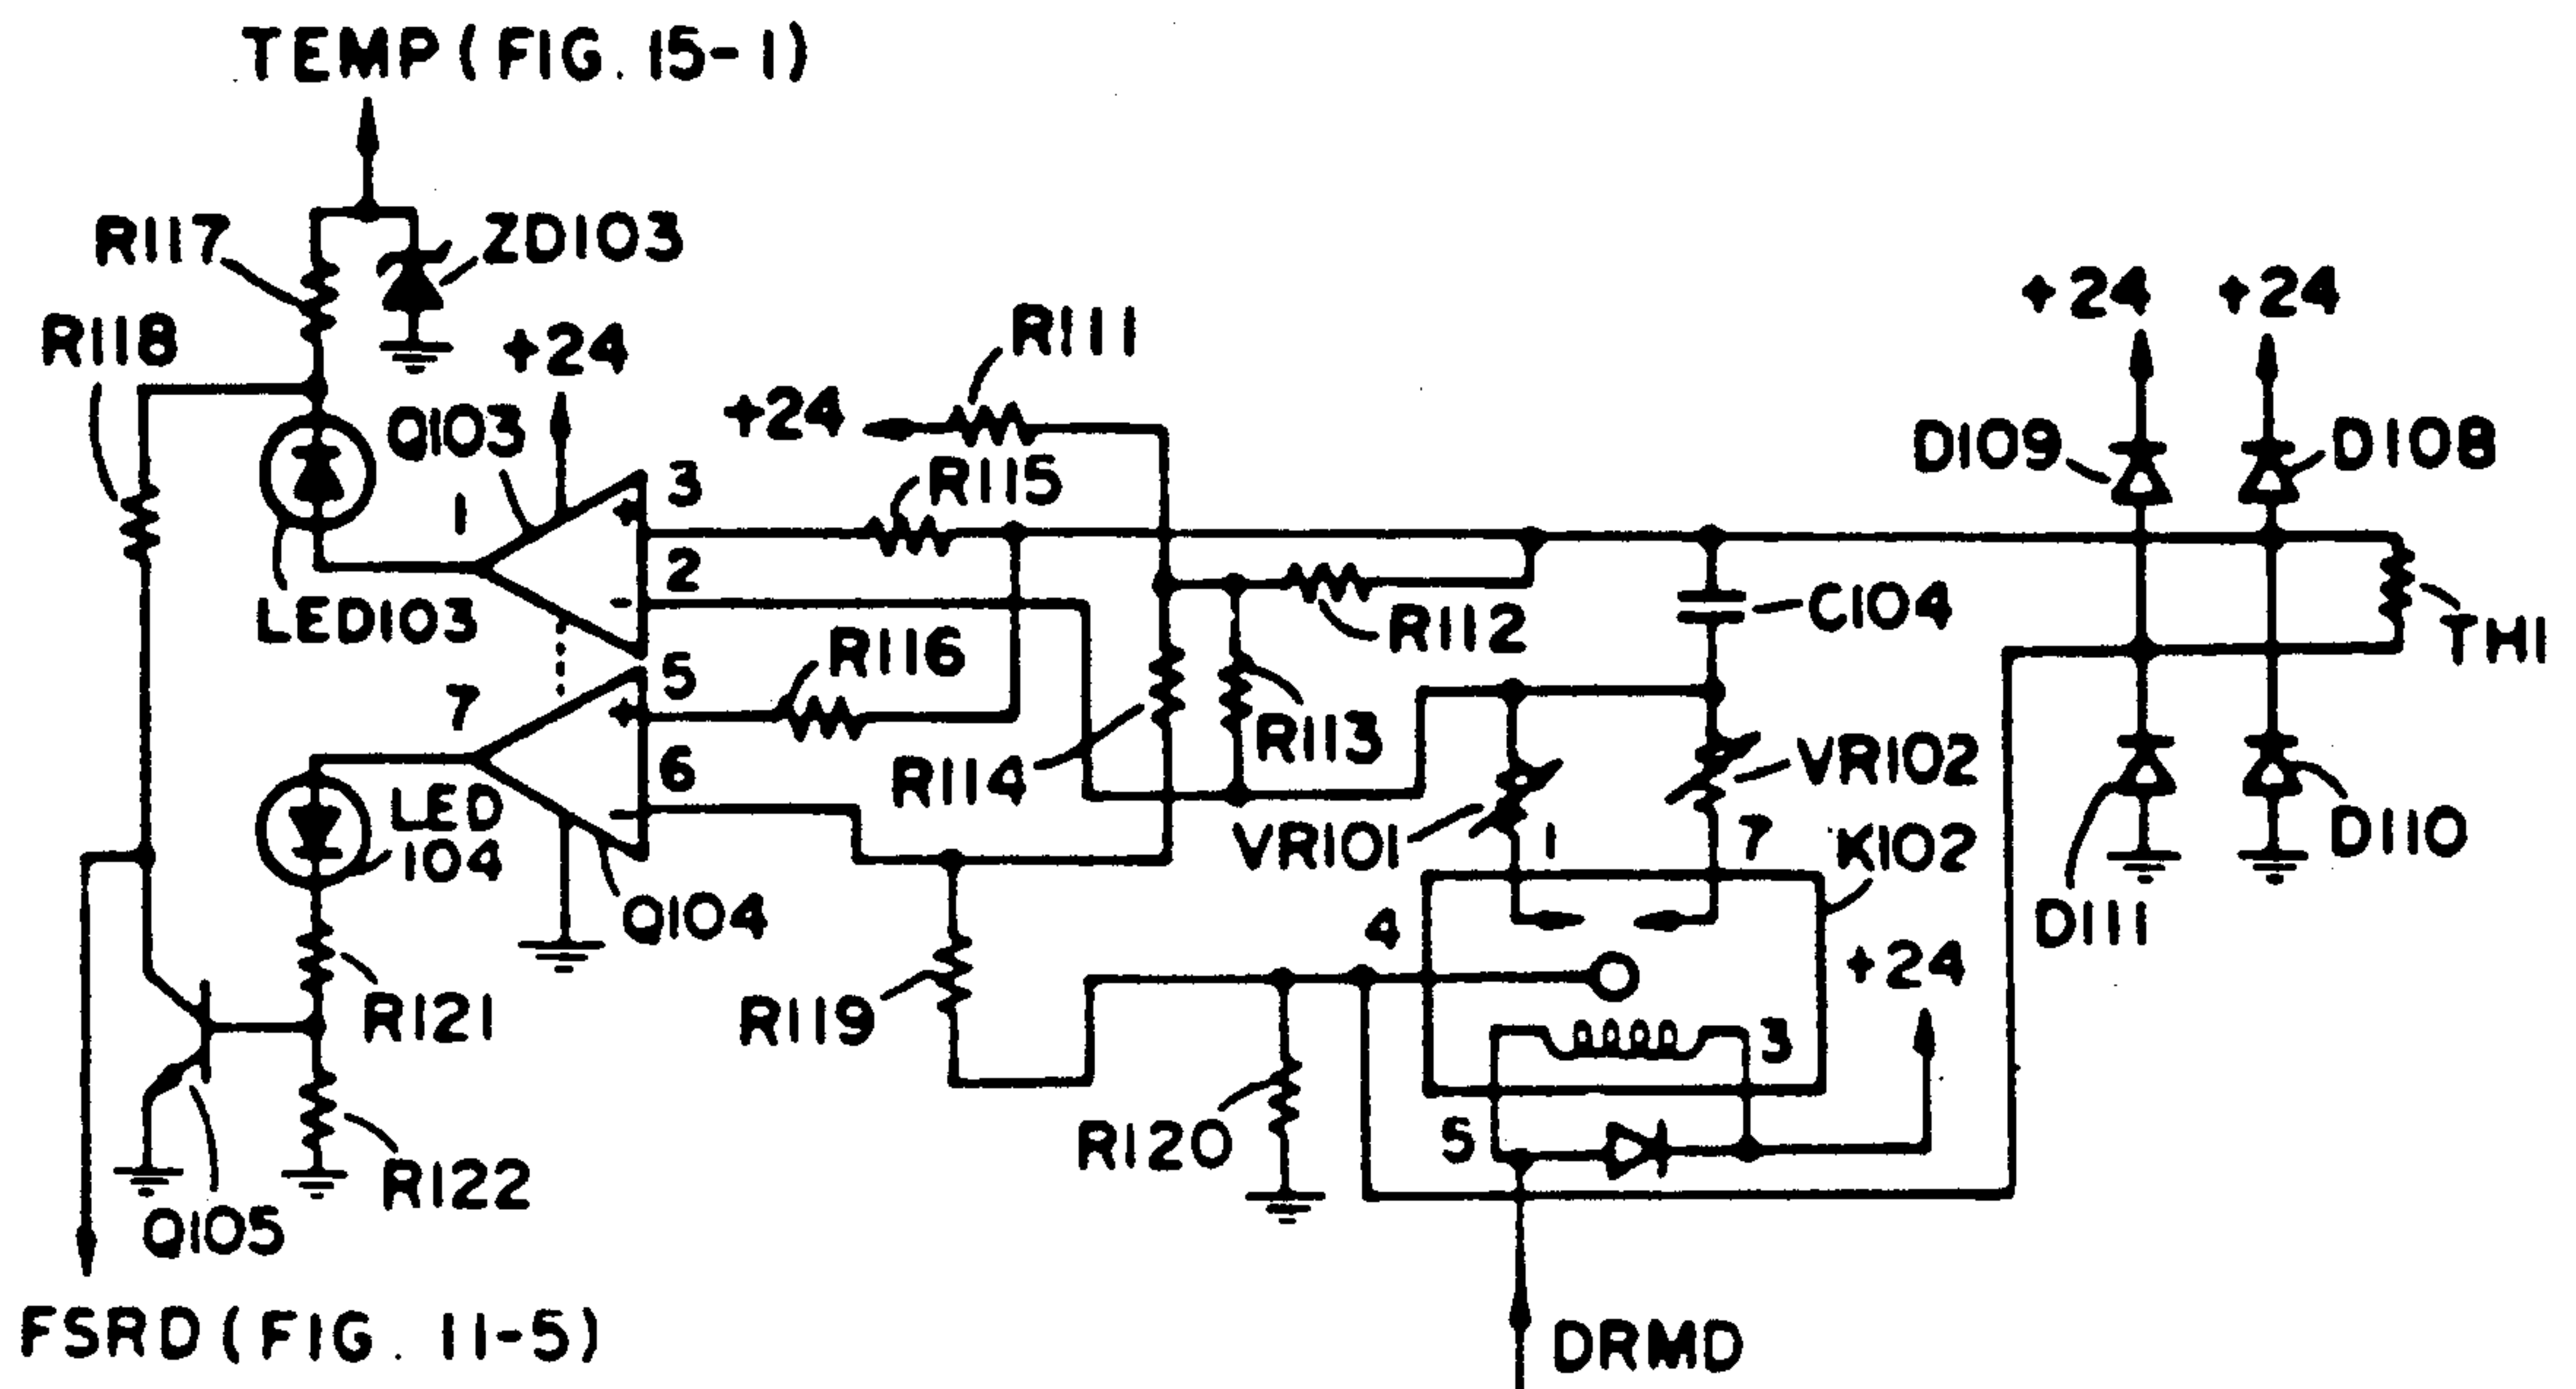 TEMP (FIG. 15-1)
R117
ZD103
R118
+24
R111
+24
+24
+24
Q103
D109
D108
R115
3
1
+
2
-
LED103
R112
C104
TH1
R116
5
7
+
R114
R113
VR102
6
-
LED
104
VR101
1
7
K102
D110
Q104
4
D111
+24
R119
R121
3
R120
5
R122
Q105
FSRD (FIG. 11-5)
DRMD